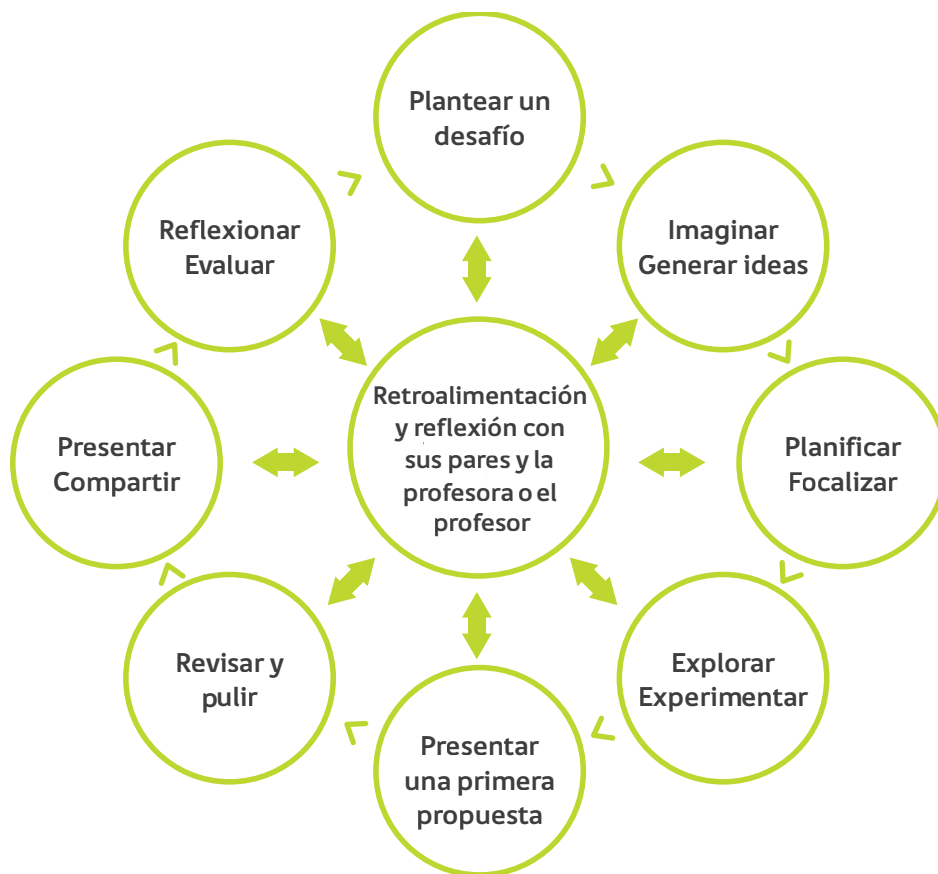 Plantear un
desafío
Imaginar
Generar ideas
Planificar
Focalizar
Explorar
Experimentar
Presentar
una primera
propuesta
Revisar y
pulir
Presentar
Compartir
Reflexionar
Evaluar
Retroalimentación
y reflexión con
sus pares y la
profesora o el
profesor